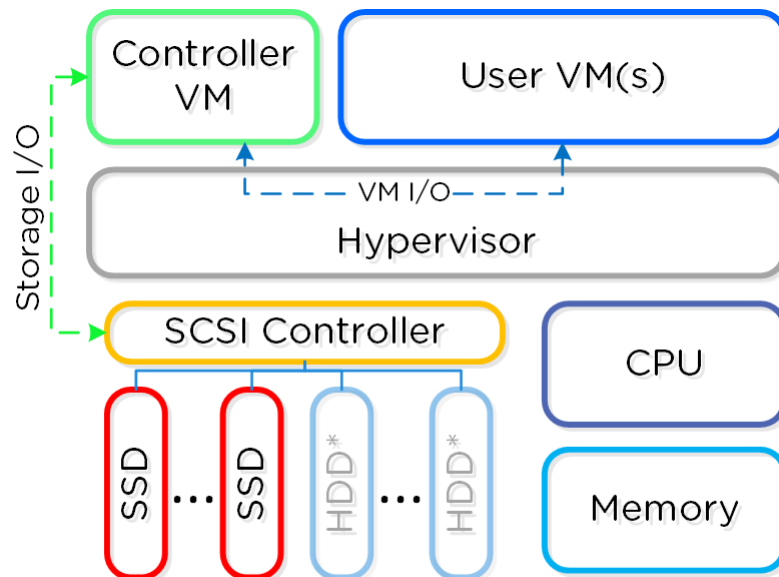 Controller
VM
User VM(s)
Storage I/O
VM I/O
Hypervisor
SCSI Controller
CPU
SSD
...
SSD
HDD*
...
HDD*
Memory